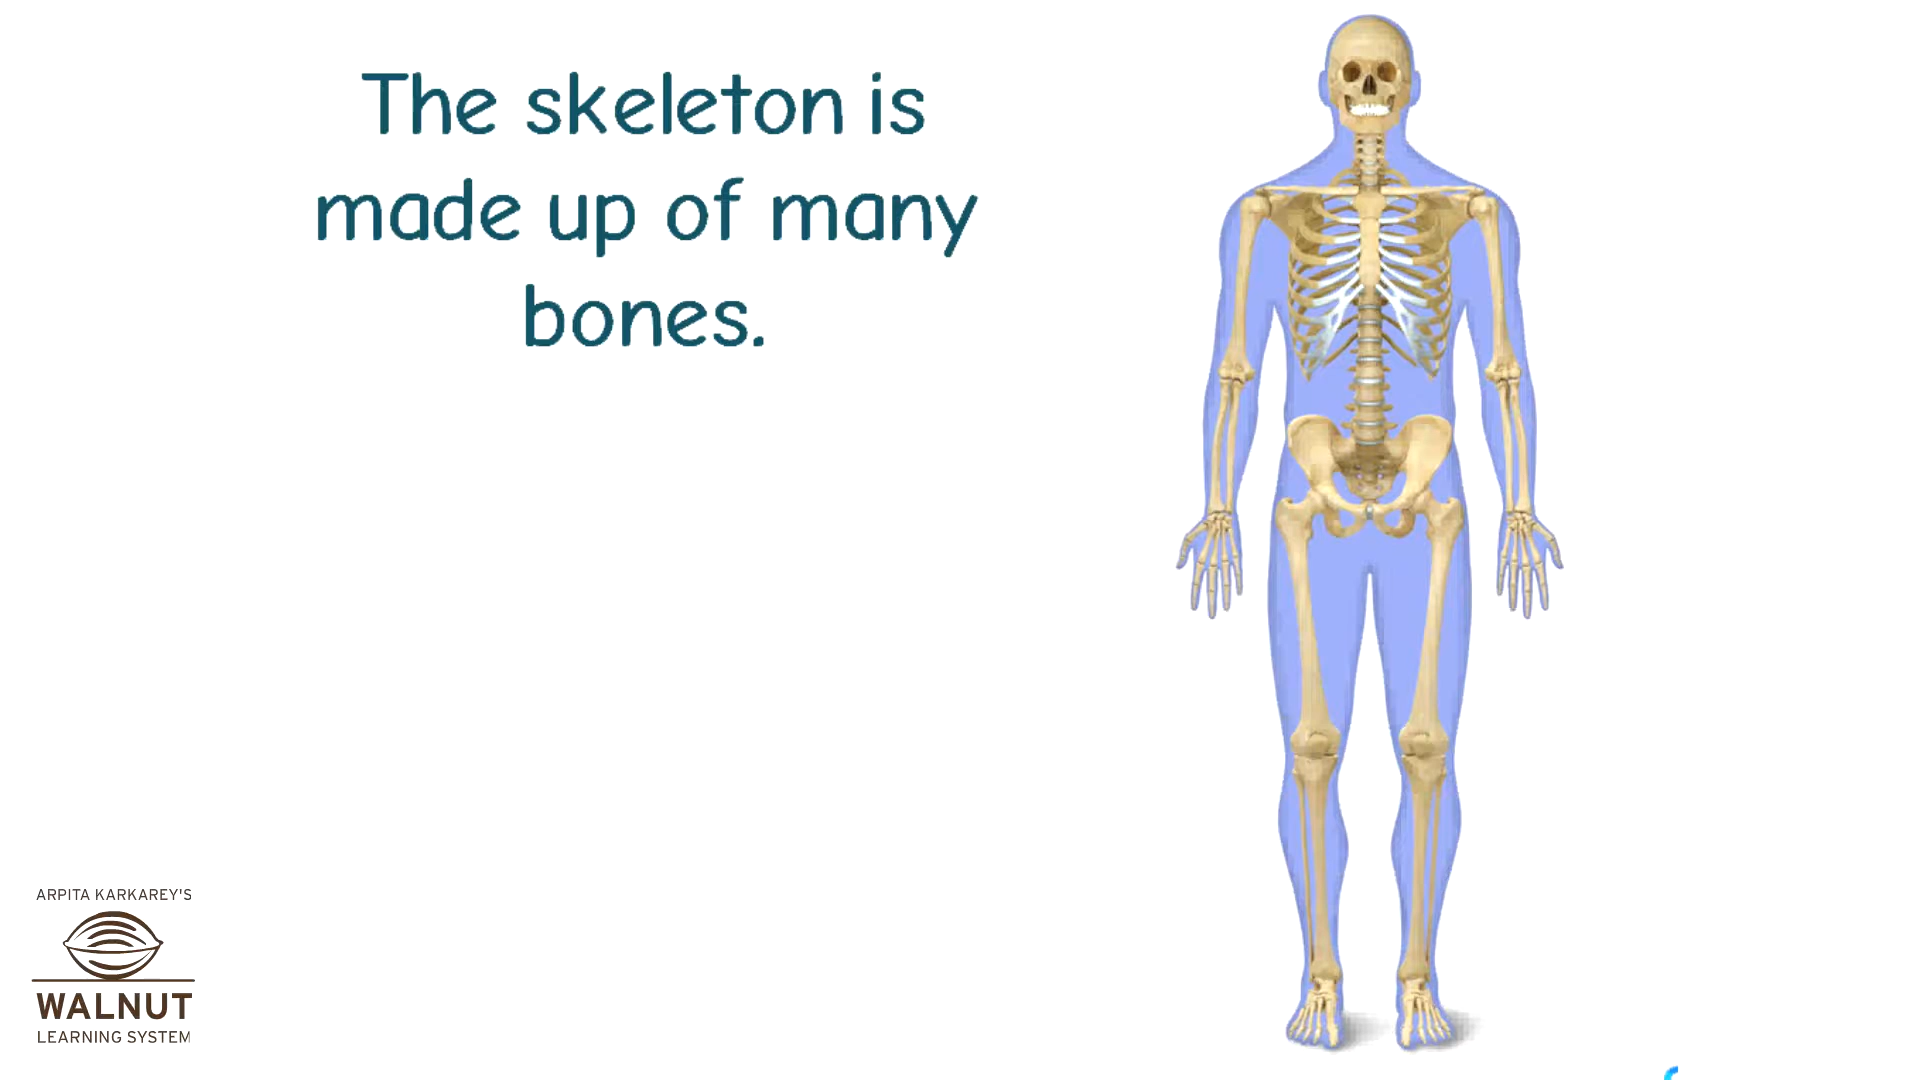 The skeleton is
made up of many
bones.
ARPITA KARKAREY'S
WALNUT
LEARNING SYSTEM